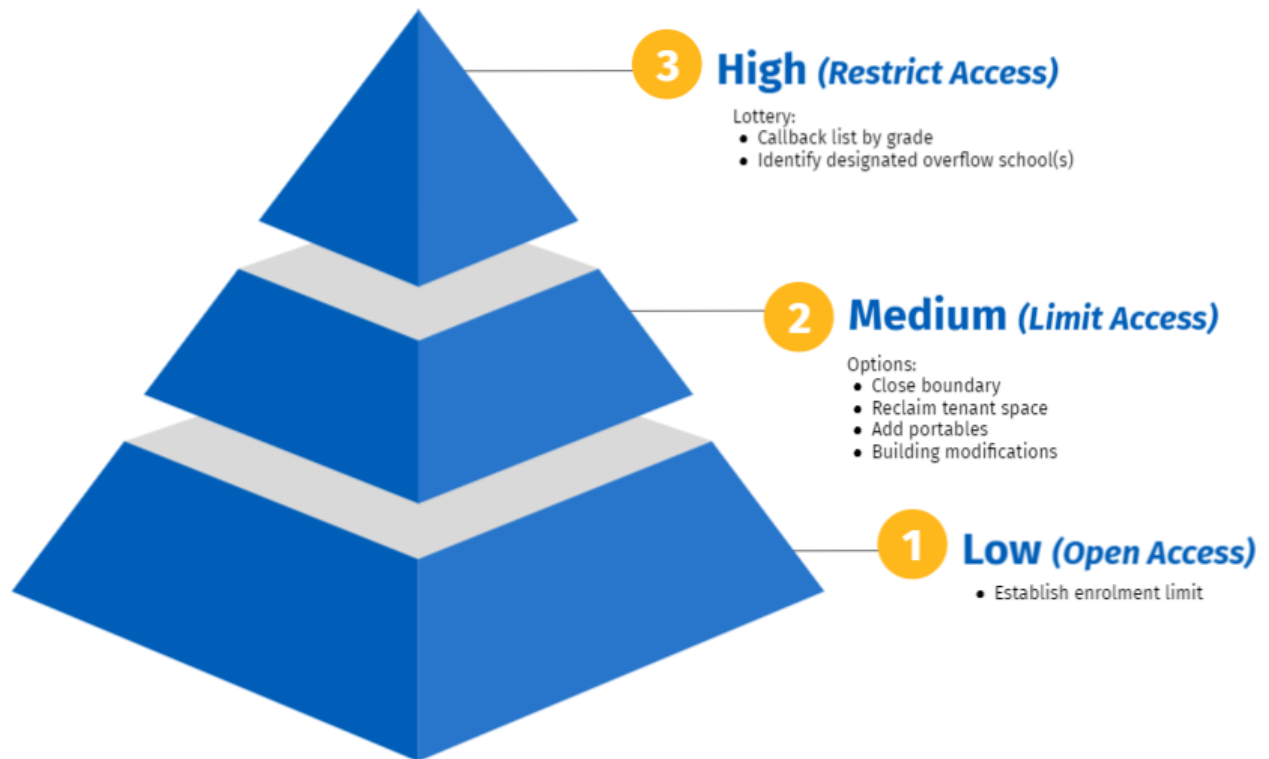 3 High (Restrict Access)
Lottery:
● Callback list by grade
● Identify designated overflow school(s)
2 Medium (Limit Access)
Options:
● Close boundary
● Reclaim tenant space
● Add portables
● Building modifications
1 Low (Open Access)
● Establish enrolment limit